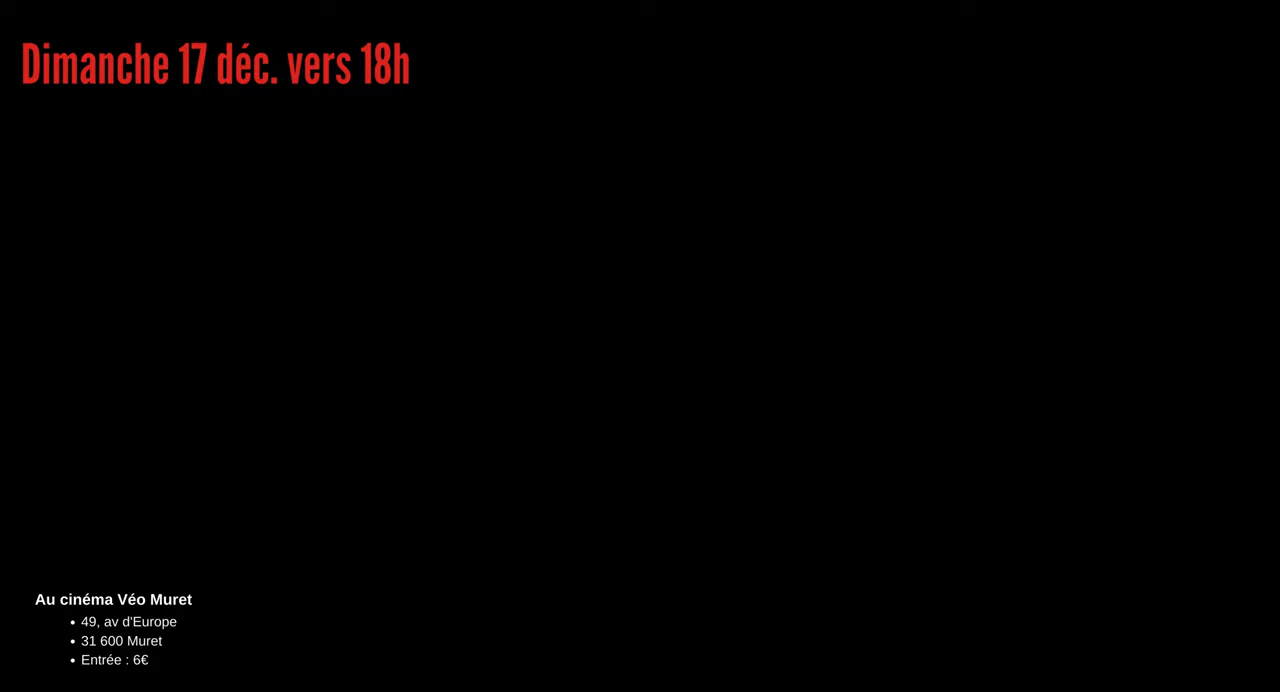 Dimanche 17 déc. vers 18h
Au cinéma Véo Muret
• 49, av d'Europe
• 31 600 Muret
• Entrée : 6€